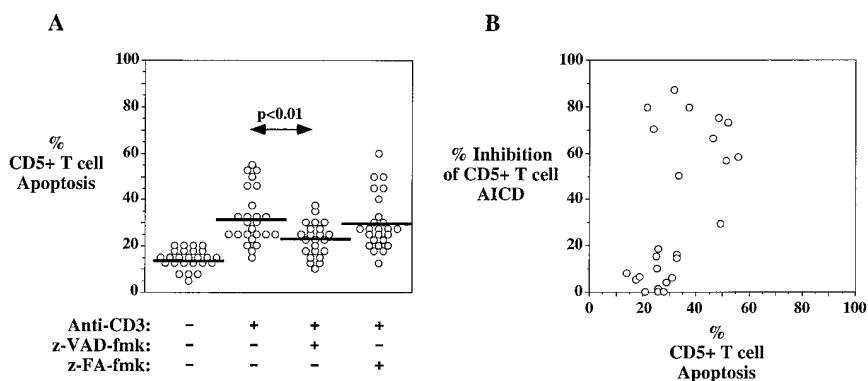 A
100
80
60
40
20
0
%
CD5+ T cell
Apoptosis
p<0.01
Anti-CD3: - + + +
z-VAD-fmk: - - + -
z-FA-fmk: - - - +
B
100
80
60
40
20
0
% Inhibition
of CD5+ T cell
AICD
0 20 40 60 80 100
%
CD5+ T cell
Apoptosis